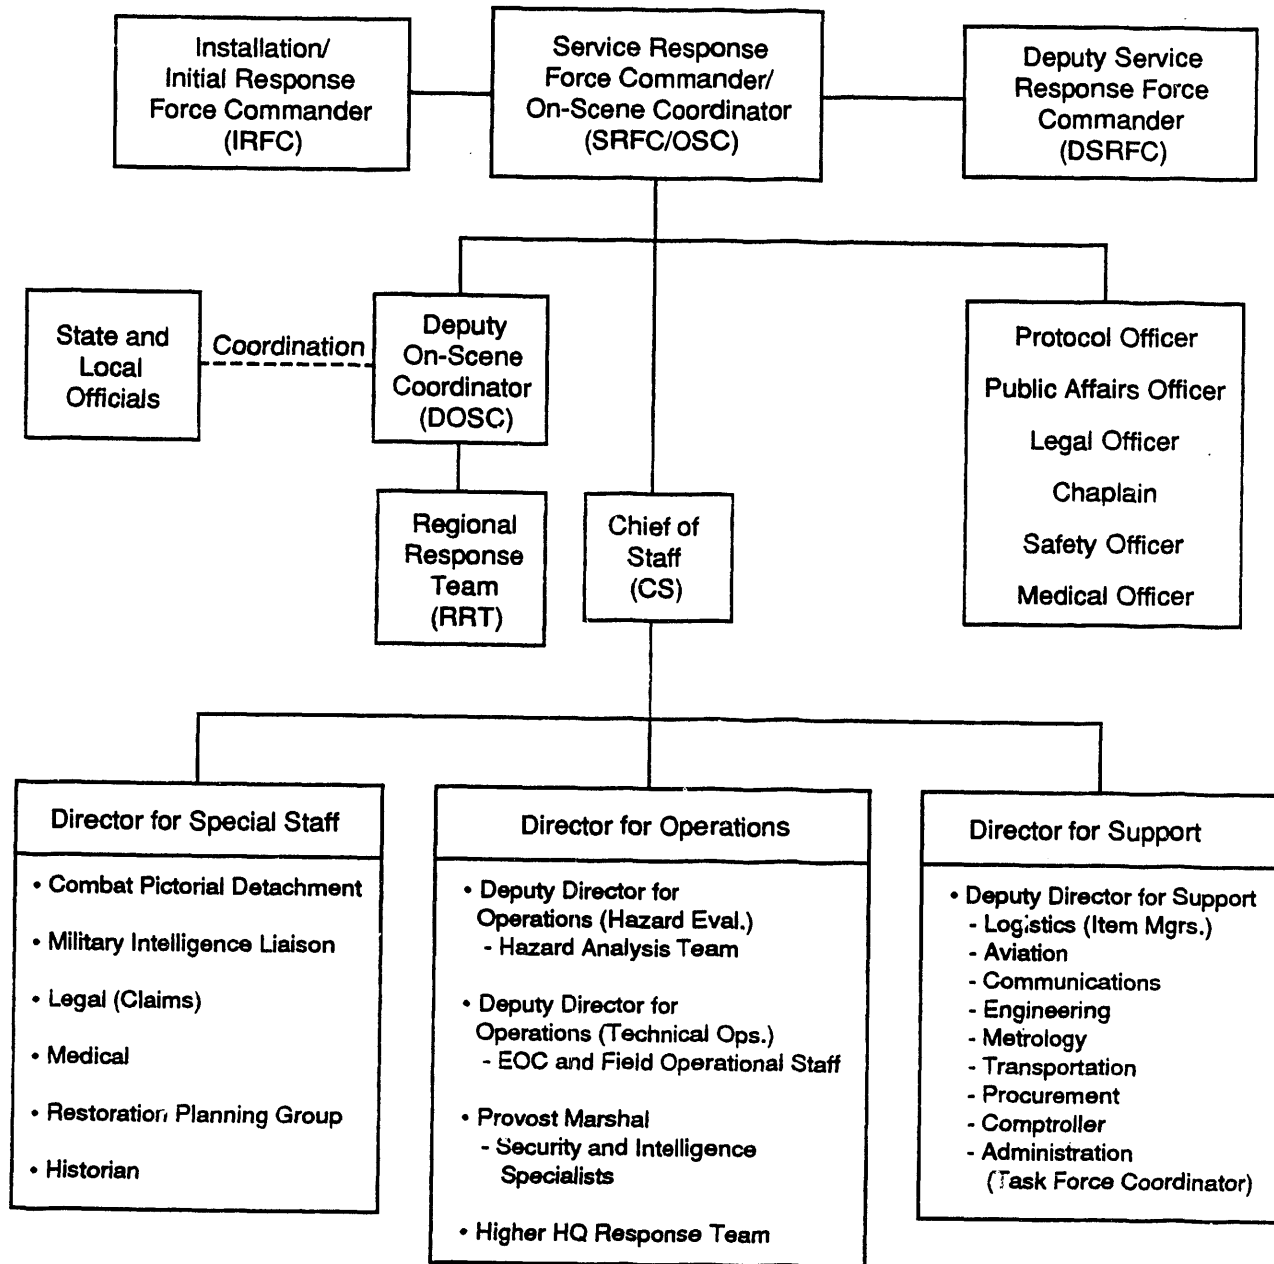 Installation/
Initial Response
Force Commander
(IRFC)
Service Response
Force Commander/
On-Scene Coordinator
(SRFC/OSC)
Deputy Service
Response Force
Commander
(DSRFC)
State and
Local
Officials
Coordination
Deputy
On-Scene
Coordinator
(DOSC)
Regional
Response
Team
(RRT)
Chief of
Staff
(CS)
Protocol Officer
Public Affairs Officer
Legal Officer
Chaplain
Safety Officer
Medical Officer
Director for Special Staff
• Combat Pictorial Detachment
• Military Intelligence Liaison
• Legal (Claims)
• Medical
• Restoration Planning Group
• Historian
Director for Operations
• Deputy Director for
Operations (Hazard Eval.)
- Hazard Analysis Team
• Deputy Director for
Operations (Technical Ops.)
- EOC and Field Operational Staff
• Provost Marshal
- Security and Intelligence
Specialists
• Higher HQ Response Team
Director for Support
• Deputy Director for Support
- Logistics (Item Mgrs.)
- Aviation
- Communications
- Engineering
- Metrology
- Transportation
- Procurement
- Comptroller
- Administration
(Task Force Coordinator)